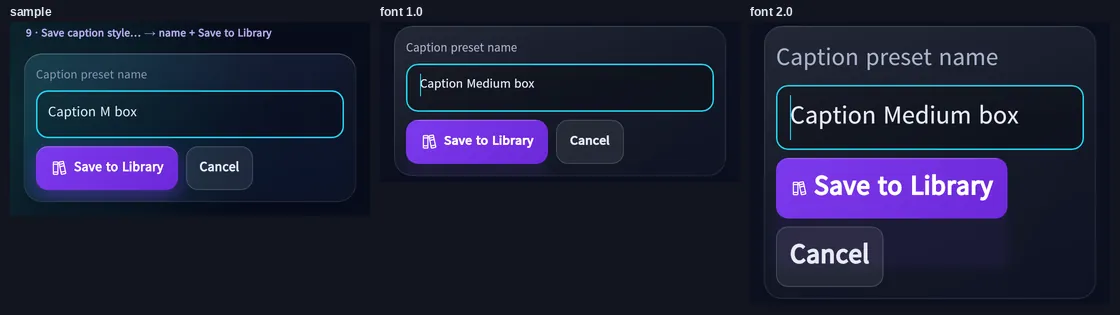 sample
9 · Save caption style... → name + Save to Library
Caption preset name
Caption M box
Save to Library
Cancel
font 1.0
Caption preset name
Caption Medium box
Save to Library
Cancel
font 2.0
Caption preset name
Caption Medium box
Save to Library
Cancel